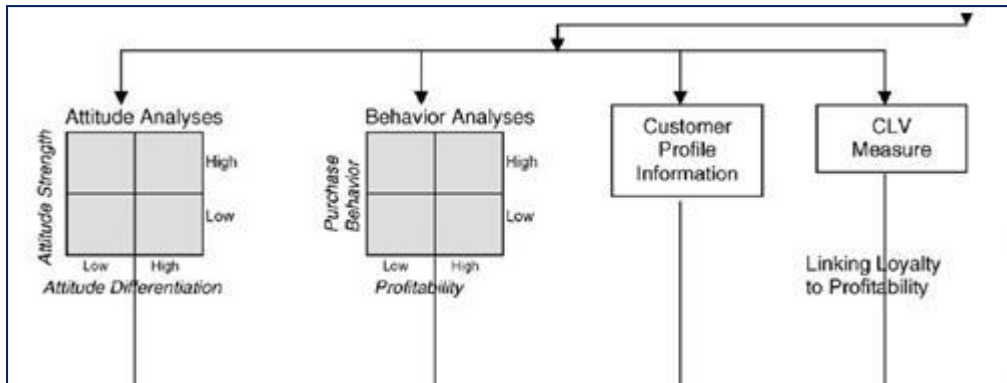 Attitude Analyses
Attitude Strength
High
Low
Low High
Attitude Differentiation
Behavior Analyses
Purchase
Behavior
High
Low
Low High
Profitability
Customer
Profile
Information
CLV
Measure
Linking Loyalty
to Profitability